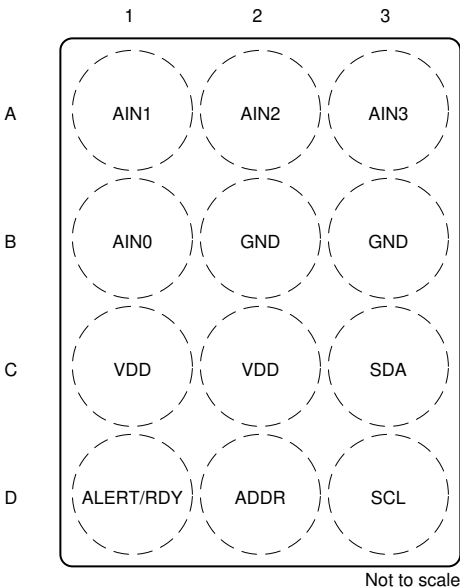 1 2 3
A AIN1 AIN2 AIN3
B AIN0 GND GND
C VDD VDD SDA
D ALERT/RDY ADDR SCL
Not to scale